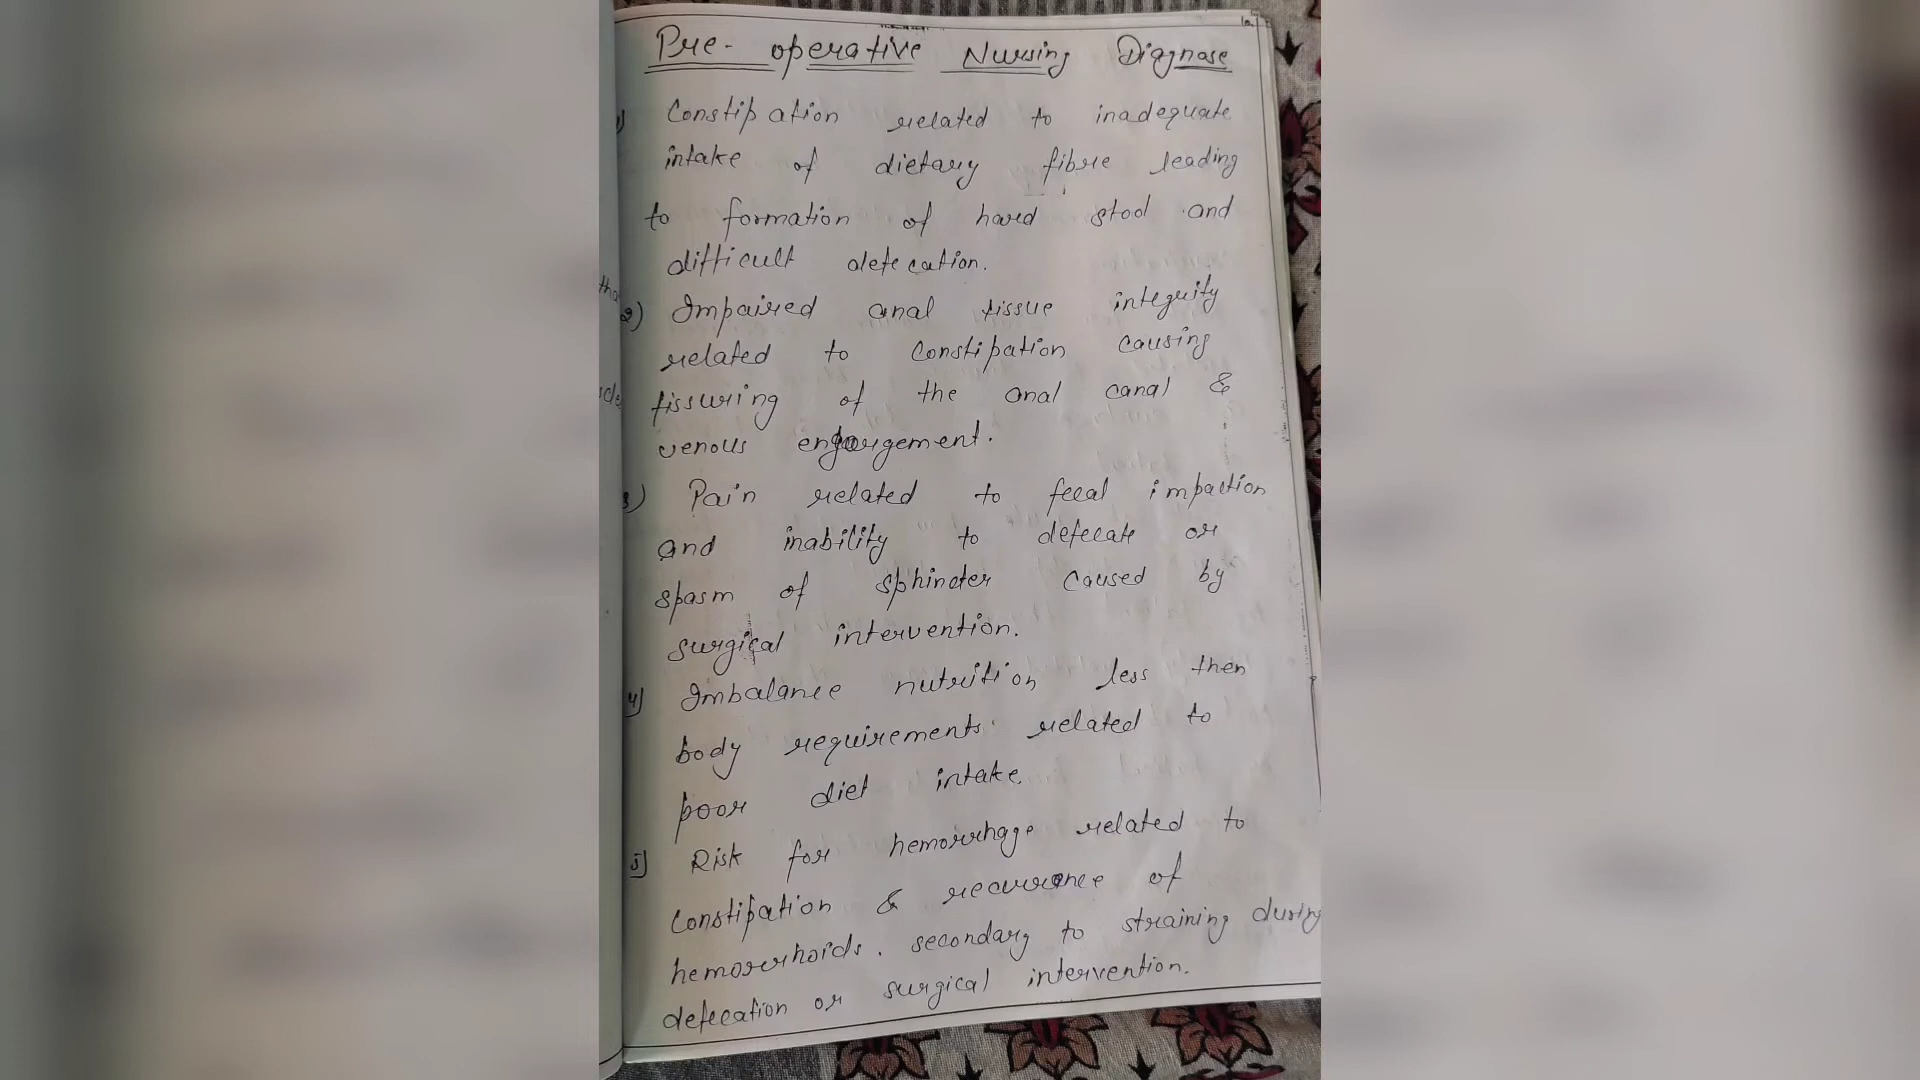 Pre-operative Nursing Diagnose
1) Constipation related to inadequate
intake of dietary fibre leading
to formation of hard stool and
difficult defecation.
2) Impaired anal tissue integrity
related to Constipation causing
fissuring of the anal canal &
venous engorgement.
3) Pain related to fecal impaction
and inability to defecate or
spasm of sphincter caused by
surgical intervention.
4) Imbalance nutrition less then
body requirements related to
poor diet intake.
5) Risk for hemorrhage related to
constipation & recurrence of
hemorrhoids. secondary to straining during
defecation or surgical intervention.